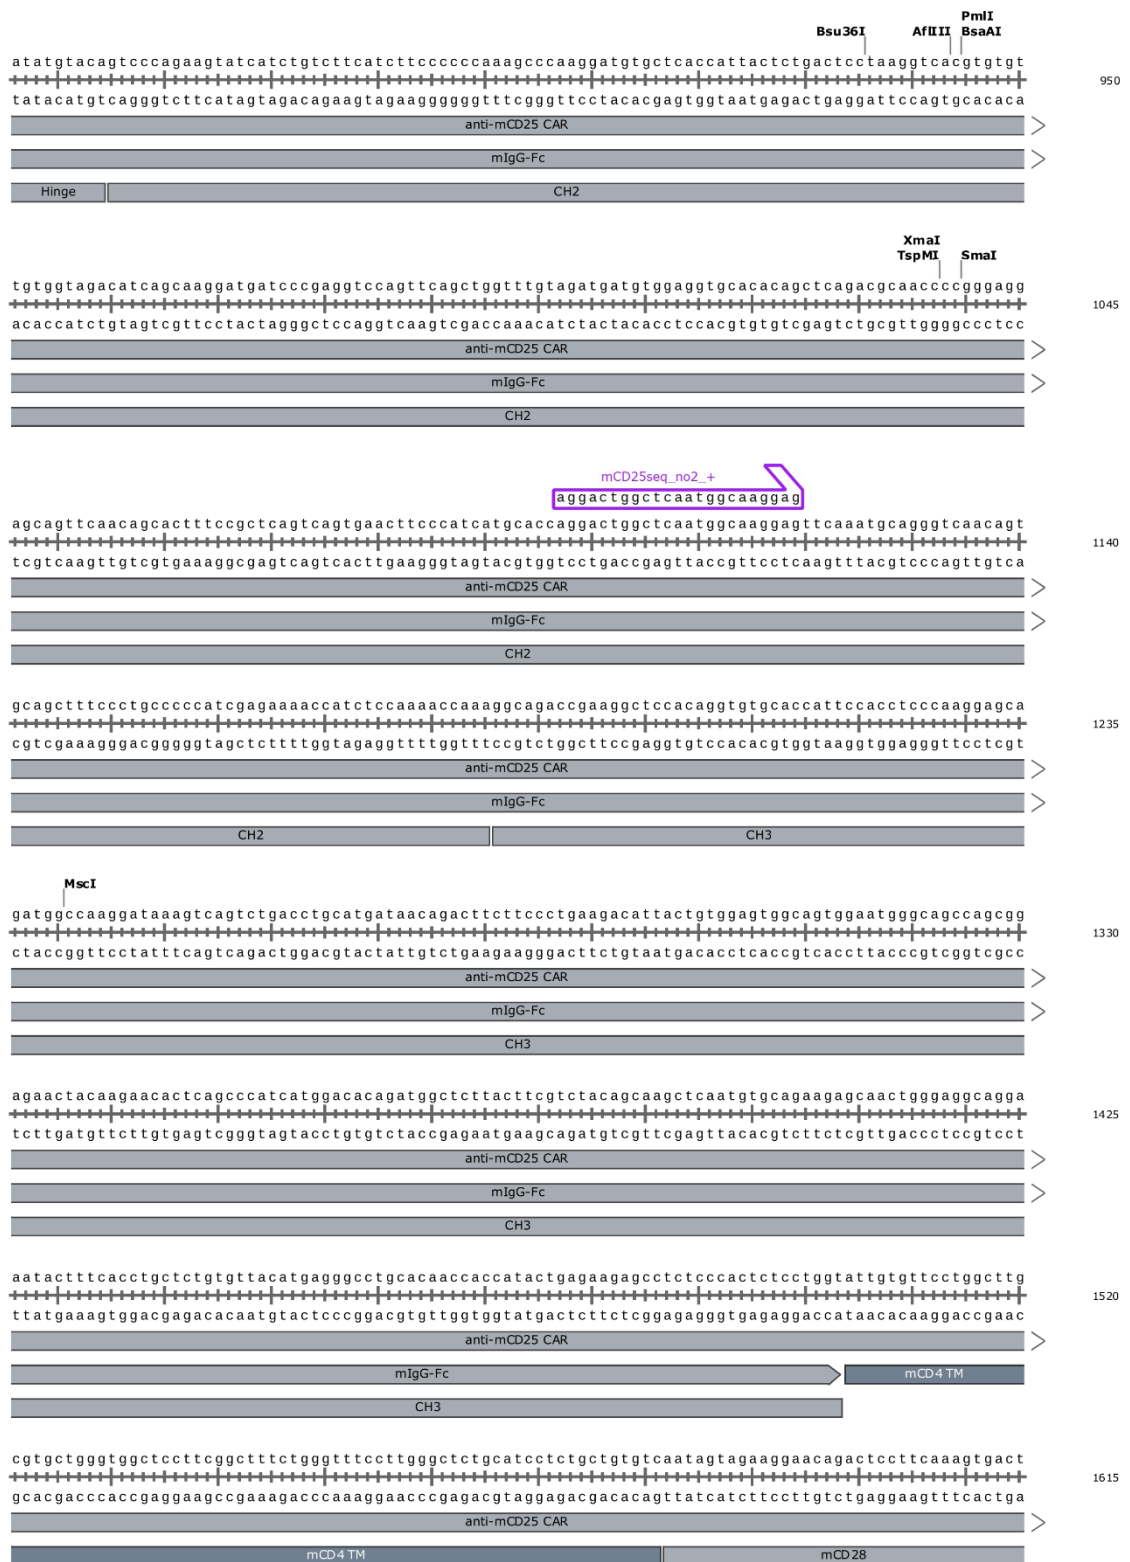 PmlI
Bsu36I AflIII BsaAI
atatgtacagtcccagaagtatcatctgtcttcatcttccccccaaagcccaaggatgtgctcaccattactctgactcctaaggtcacgtgtgt
950
tatacatgtcagggtcttcatagtagacagaagtagaaggggggtttcgggttcctacacgagtggtaatgagactgaggattccagtgcacaca
anti-mCD25 CAR
mIgG-Fc
Hinge CH2
XmaI
TspMI SmaI
tgtggtagacatcagcaaggatgatcccgaggtccagttcagctggtttgtagatgatgtggaggtgcacacagctcagacgcaaccccgggagg
1045
acaccatctgtagtcgttcctactagggctccaggtcaagtcgaccaaacatctactacacctccacgtgtgtcgagtctgcgttggggccctcc
anti-mCD25 CAR
mIgG-Fc
CH2
mCD25seq_no2_+
aggactggctcaatggcaaggag
agcagttcaacagcactttccgctcagtcagtgaacttcccatcatgcaccaggactggctcaatggcaaggagttcaaatgcagggtcaacagt
1140
tcgtcaagttgtcgtgaaaggcgagtcagtcacttgaagggtagtacgtggtcctgaccgagttaccgttcctcaagtttacgtcccagttgtca
anti-mCD25 CAR
mIgG-Fc
CH2
gcagctttccctgcccccatcgagaaaaccatctccaaaaccaaaggcagaccgaaggctccacaggtgtgcaccattccacctcccaaggagca
1235
cgtcgaaagggacgggggtagctcttttggtagaggttttggtttccgtctggcttccgaggtgtccacacgtggtaaggtggagggttcctcgt
anti-mCD25 CAR
mIgG-Fc
CH2 CH3
MscI
gatggccaaggataaagtcagtctgacctgcatgataacagacttcttccctgaagacattactgtggagtggcagtggaatgggcagccagcgg
1330
ctaccggttcctatttcagtcagactggacgtactattgtctgaagaagggacttctgtaatgacacctcaccgtcaccttacccgtcggtcgcc
anti-mCD25 CAR
mIgG-Fc
CH3
agaactacaagaacactcagcccatcatggacacagatggctcttacttcgtctacagcaagctcaatgtgcagaagagcaactgggaggcagga
1425
tcttgatgttcttgtgagtcgggtagtacctgtgtctaccgagaatgaagcagatgtcgttcgagttacacgtcttctcgttgaccctccgtcct
anti-mCD25 CAR
mIgG-Fc
CH3
aatactttcacctgctctgtgttacatgagggcctgcacaaccaccatactgagaagagcctctcccactctcctggtattgtgttcctggcttg
1520
ttatgaaagtggacgagacacaatgtactcccggacgtgttggtggtatgactcttctcggagagggtgagaggaccataacacaaggaccgaac
anti-mCD25 CAR
mIgG-Fc mCD4 TM
CH3
cgtgctgggtggctccttcggctttctgggtttccttgggctctgcatcctctgctgtgtcaatagtagaaggaacagactccttcaaagtgact
1615
gcacgacccaccgaggaagccgaaagacccaaaggaacccgagacgtaggagacgacacagttatcatcttccttgtctgaggaagtttcactga
anti-mCD25 CAR
mCD4 TM mCD28